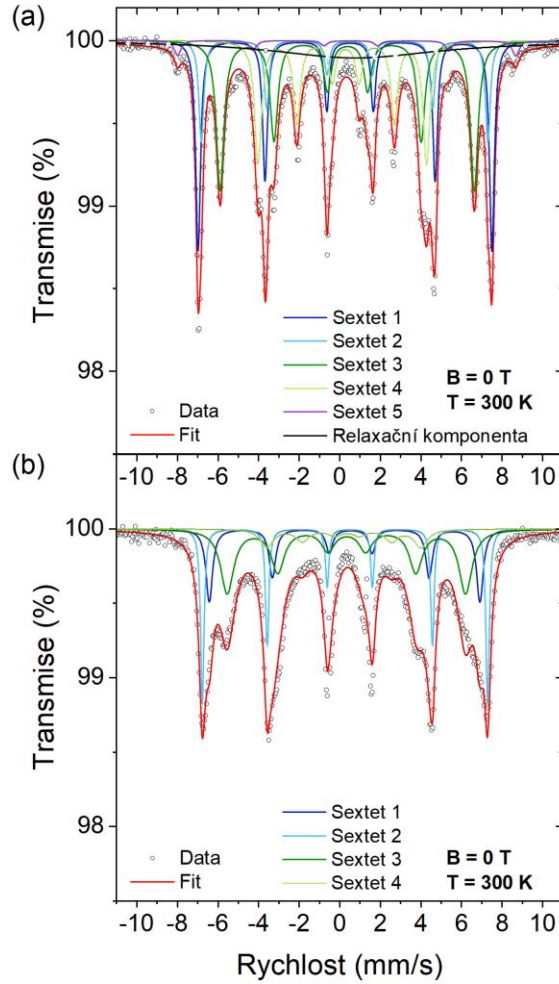 (a)
100
99
98
Transmise (%)
Sextet 1
Sextet 2
Sextet 3
Sextet 4
Sextet 5
Relaxační komponenta
Data
Fit
B = 0 T
T = 300 K
-10 -8 -6 -4 -2 0 2 4 6 8 10
(b)
100
99
98
Transmise (%)
Sextet 1
Sextet 2
Sextet 3
Sextet 4
Data
Fit
B = 0 T
T = 300 K
-10 -8 -6 -4 -2 0 2 4 6 8 10
Rychlost (mm/s)